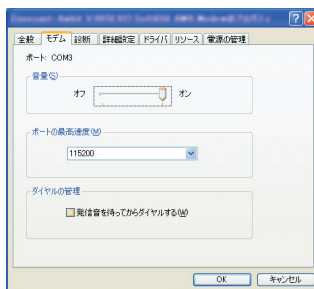 全般 モデム 診断 詳細設定 ドライバ リソース 電源の管理
ポート: COM3
音量(S)
オフ オン
ポートの最高速度(M)
115200
ダイヤルの管理
発信音を待ってからダイヤルする(W)
OK キャンセル